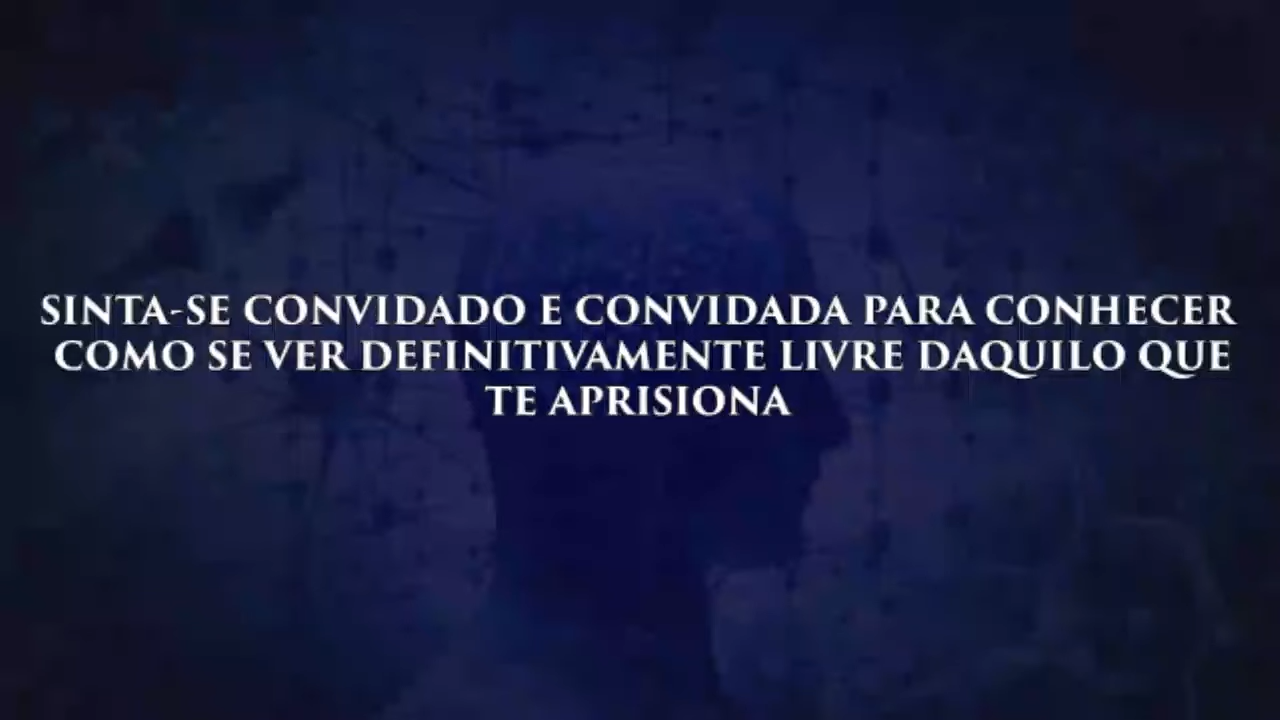 SINTA-SE CONVIDADO E CONVIDADA PARA CONHECER
COMO SE VER DEFINITIVAMENTE LIVRE DAQUILO QUE
TE APRISIONA